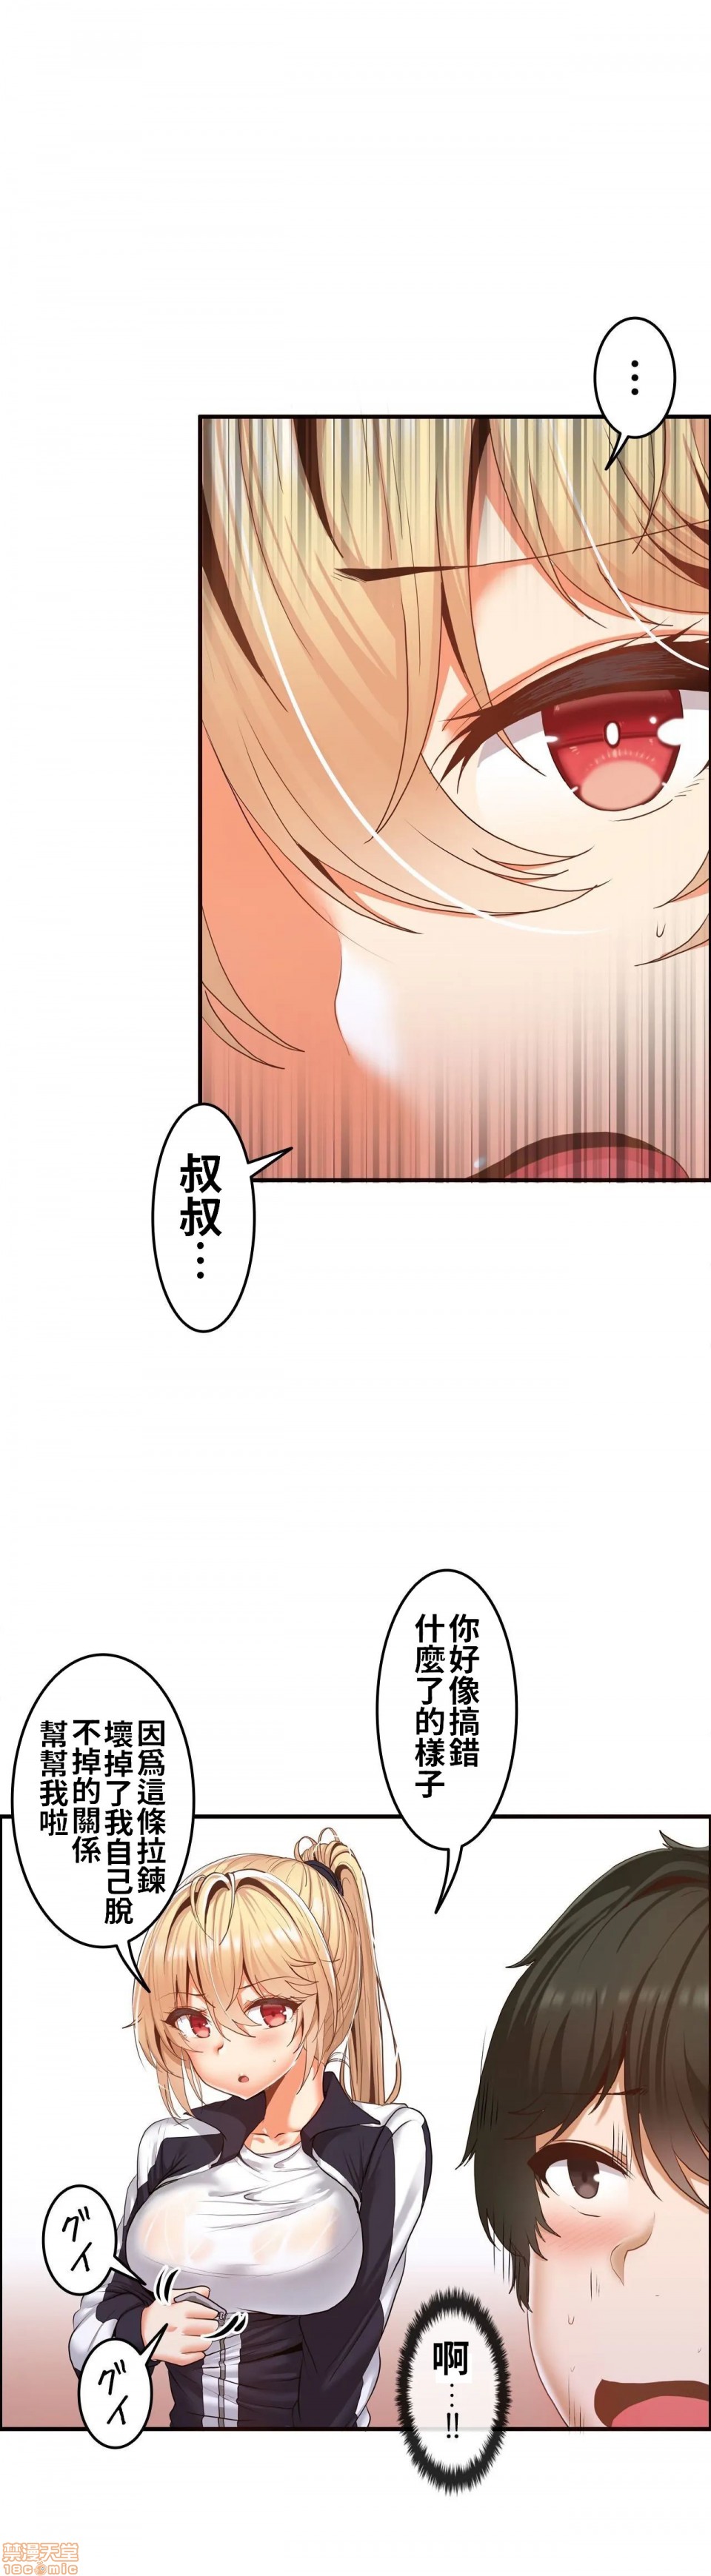 …
叔叔…
你好像搞錯
什麼了的樣子
因爲這條拉鍊
壞掉了我自己脫
不掉的關係
幫幫我啦
グイ
グイ
啊…!!
禁漫天堂
18comic